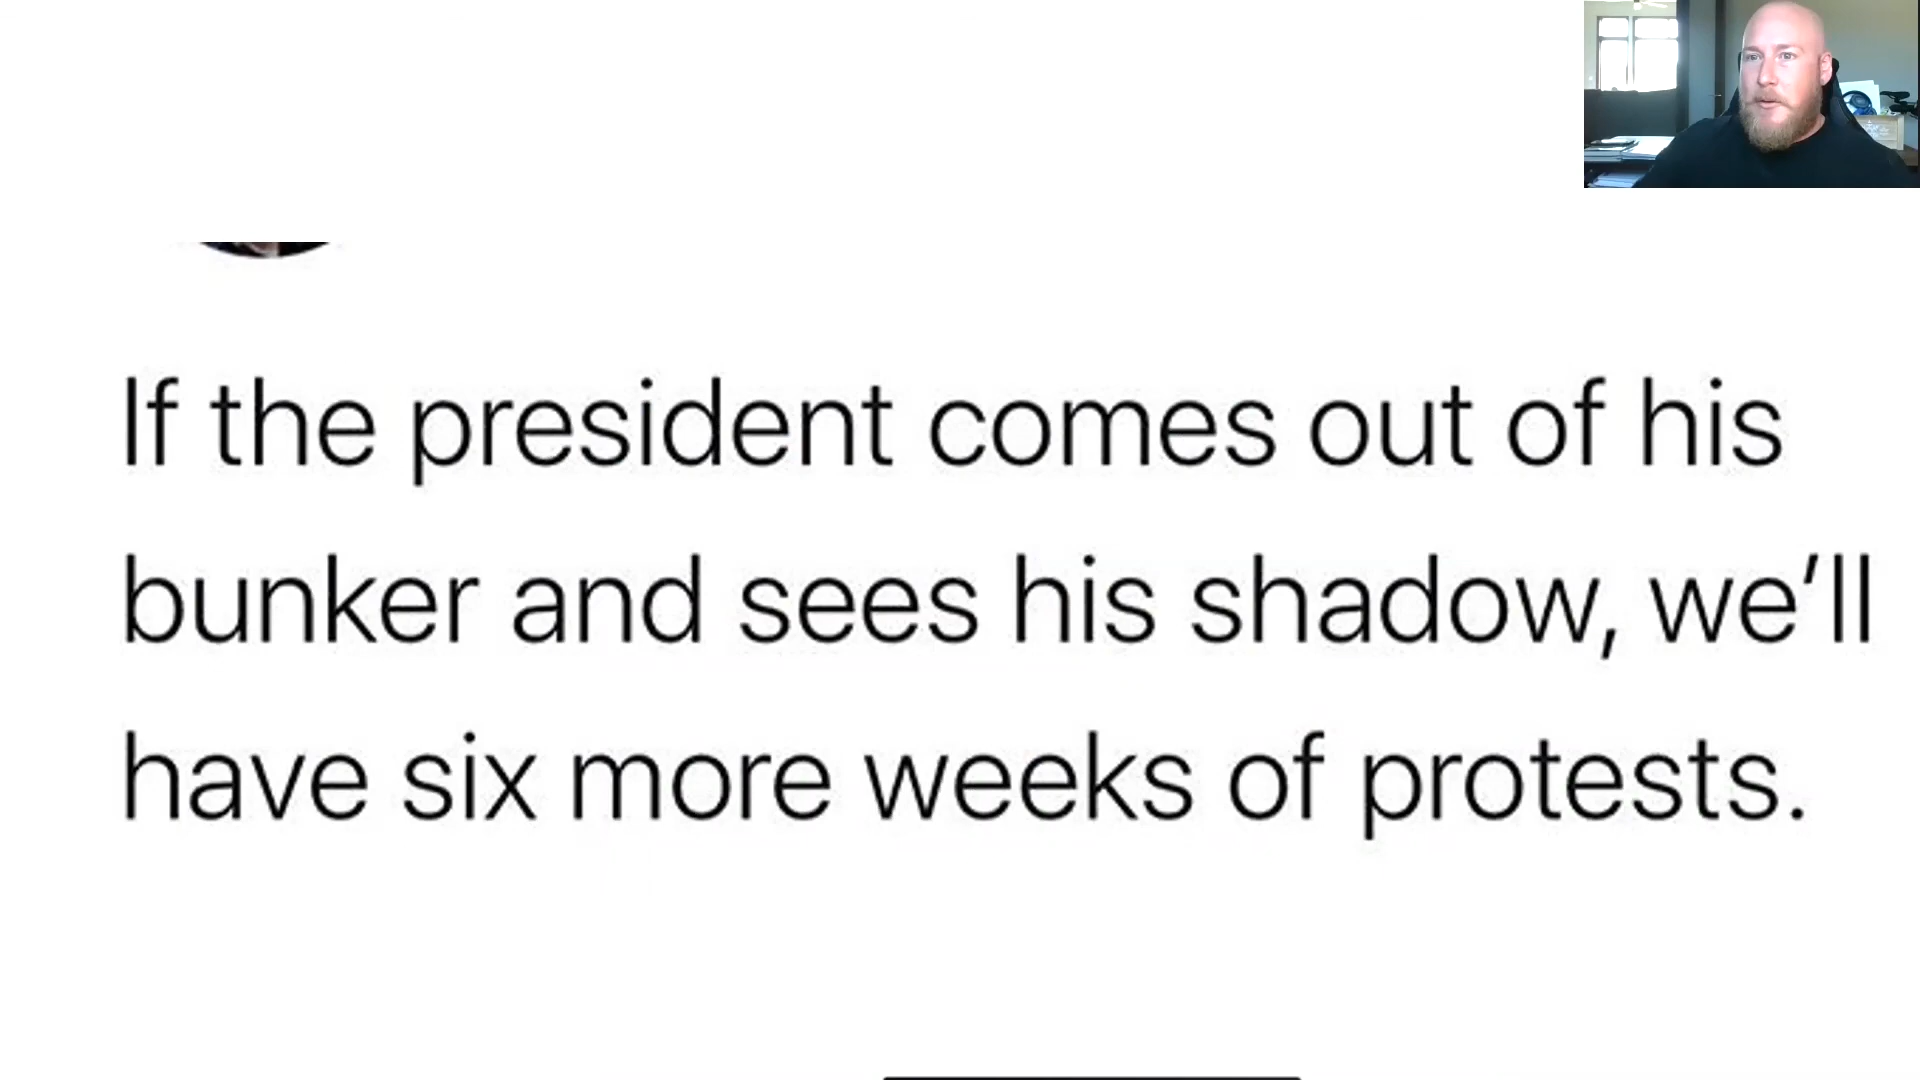 If the president comes out of his
bunker and sees his shadow, we’ll
have six more weeks of protests.